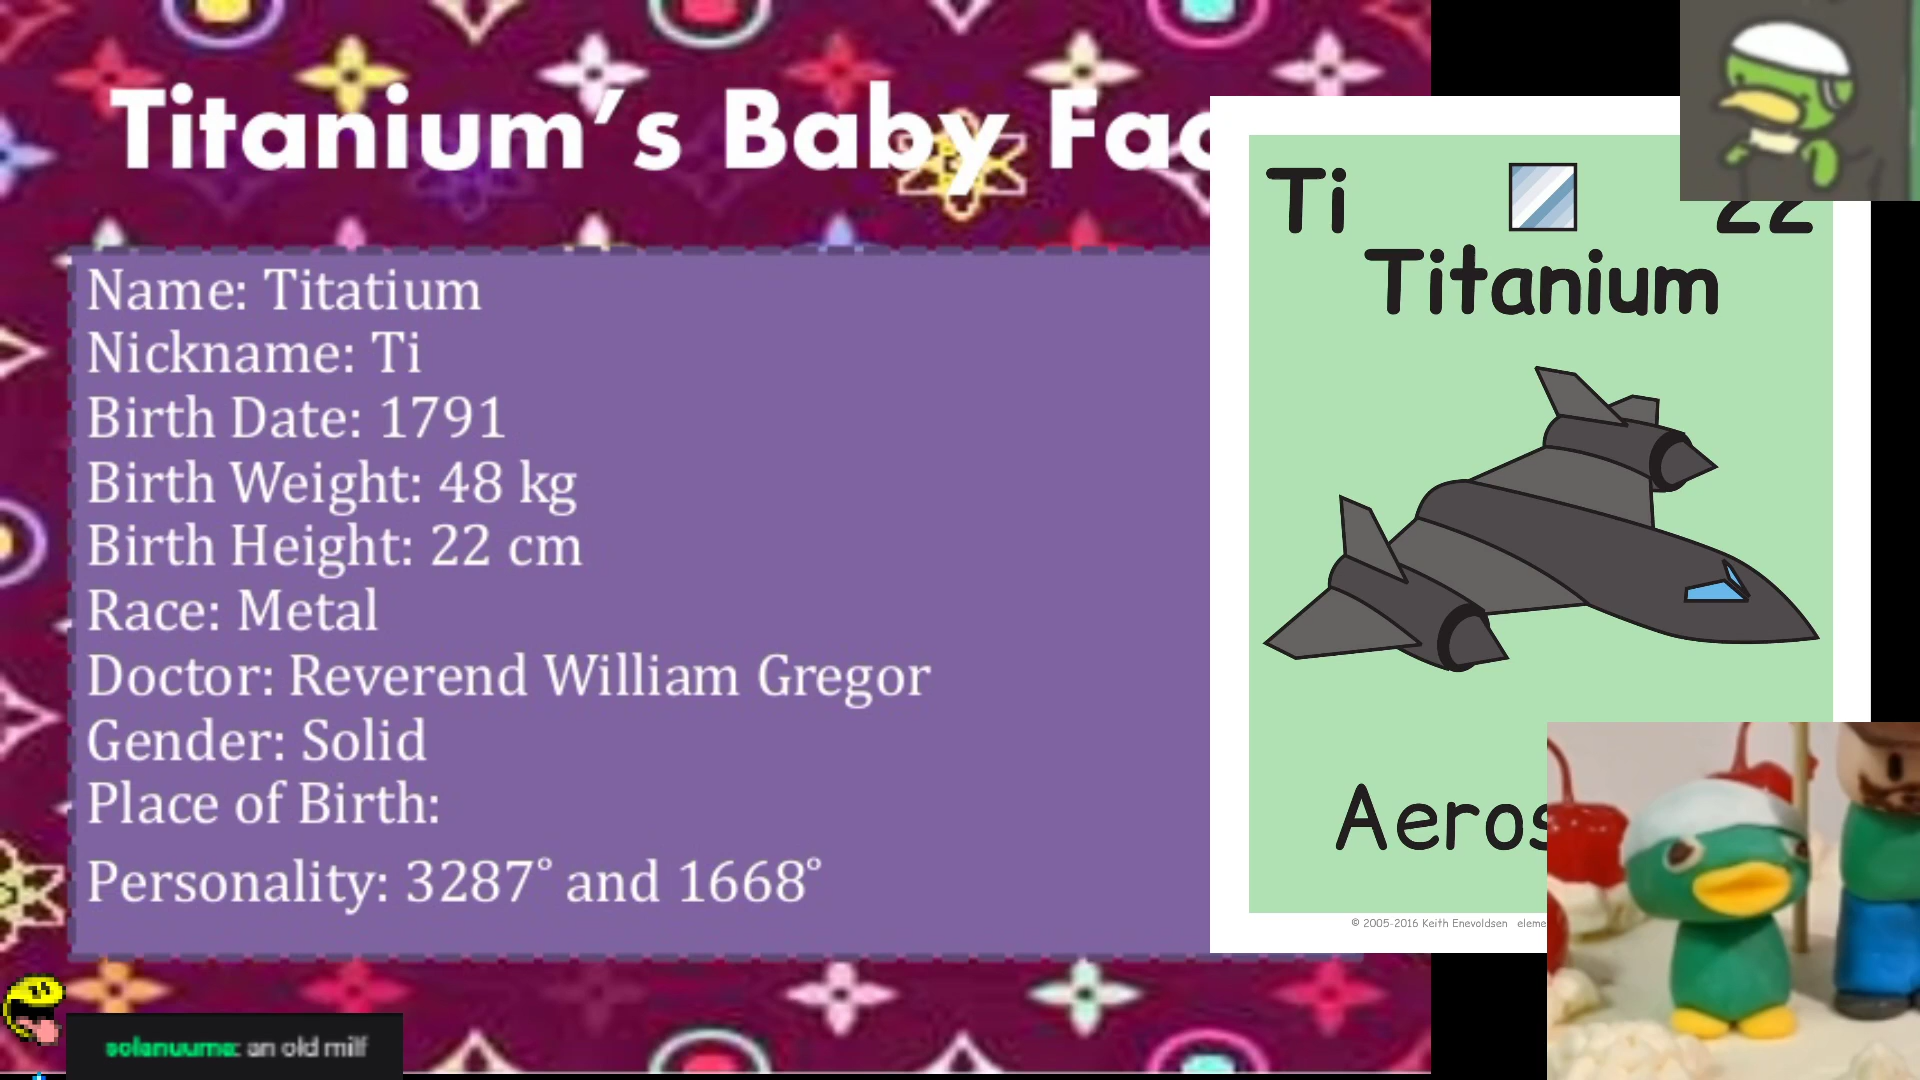 Titanium's Baby Fac
Name: Titatium
Nickname: Ti
Birth Date: 1791
Birth Weight: 48 kg
Birth Height: 22 cm
Race: Metal
Doctor: Reverend William Gregor
Gender: Solid
Place of Birth:
Personality: 3287° and 1668°
Ti
22
Titanium
Aeros
© 2005-2016 Keith Enevoldsen eleme
solanuuma: an old milf